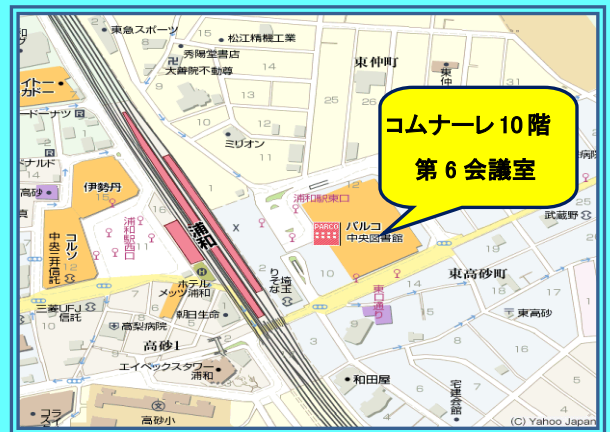 東急スポーツ
松江精機工業
秀陽堂書店
大善院不動尊
東仲町
東仲
イトー
カドー
ードーナツ
ミリオン
コムナーレ10階
第6会議室
ドナルド
高砂
伊勢丹
浦和駅西口
浦和
浦和駅東口
PARCO
パルコ
中央図書館
武蔵野
コルソ
中央三井信託
ホテル
メッツ浦和
埼玉
りそな
東高砂町
東口通り
三菱UFJ
信託
朝日生命
高梨病院
高砂1
東高砂
エイペックスタワー
浦和
和田屋
宅建
会館
コラ
高砂小
(C) Yahoo Japan